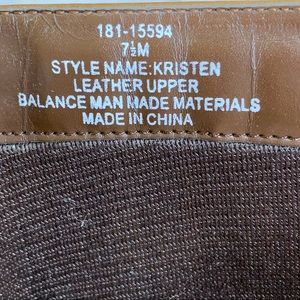 181-15594
7½M
STYLE NAME:KRISTEN
LEATHER UPPER
BALANCE MAN MADE MATERIALS
MADE IN CHINA